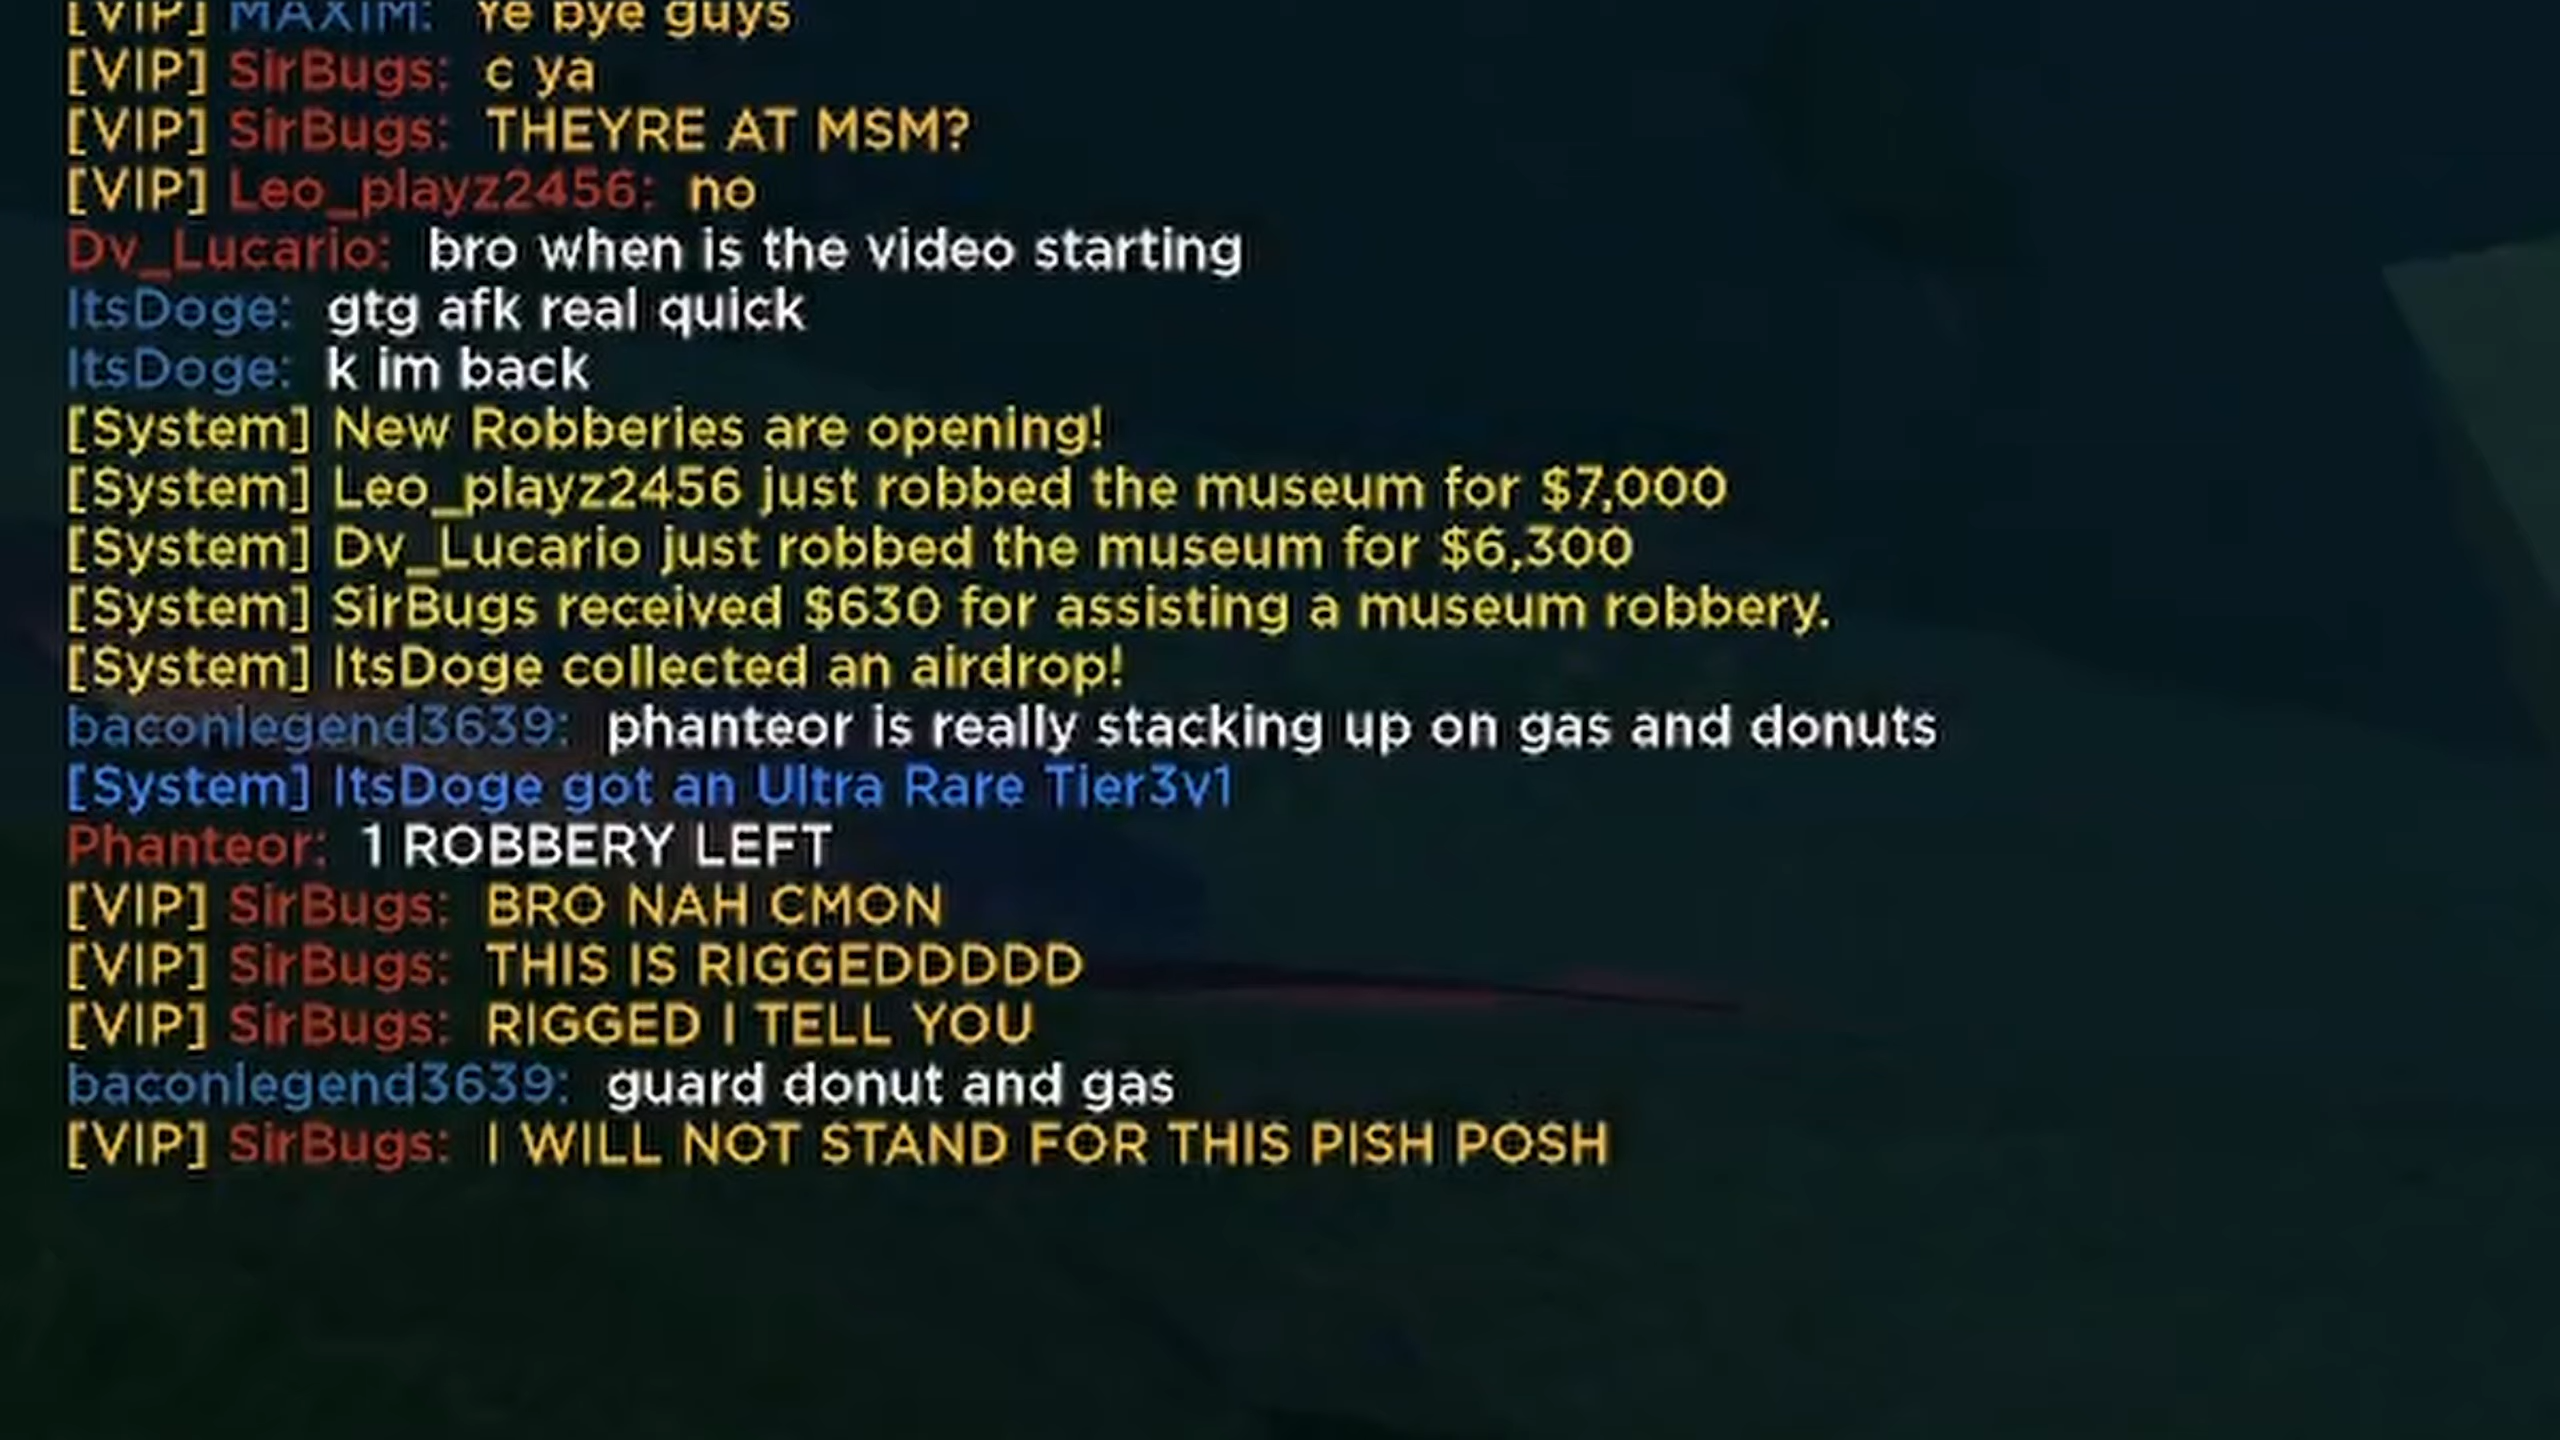 [VIP] MAXIM: Ye bye guys
[VIP] SirBugs: c ya
[VIP] SirBugs: THEYRE AT MSM?
[VIP] Leo_playz2456: no
Dv_Lucario: bro when is the video starting
ItsDoge: gtg afk real quick
ItsDoge: k im back
[System] New Robberies are opening!
[System] Leo_playz2456 just robbed the museum for $7,000
[System] Dv_Lucario just robbed the museum for $6,300
[System] SirBugs received $630 for assisting a museum robbery.
[System] ItsDoge collected an airdrop!
baconlegend3639: phanteor is really stacking up on gas and donuts
[System] ItsDoge got an Ultra Rare Tier3v1
Phanteor: 1 ROBBERY LEFT
[VIP] SirBugs: BRO NAH CMON
[VIP] SirBugs: THIS IS RIGGEDDDDD
[VIP] SirBugs: RIGGED I TELL YOU
baconlegend3639: guard donut and gas
[VIP] SirBugs: I WILL NOT STAND FOR THIS PISH POSH